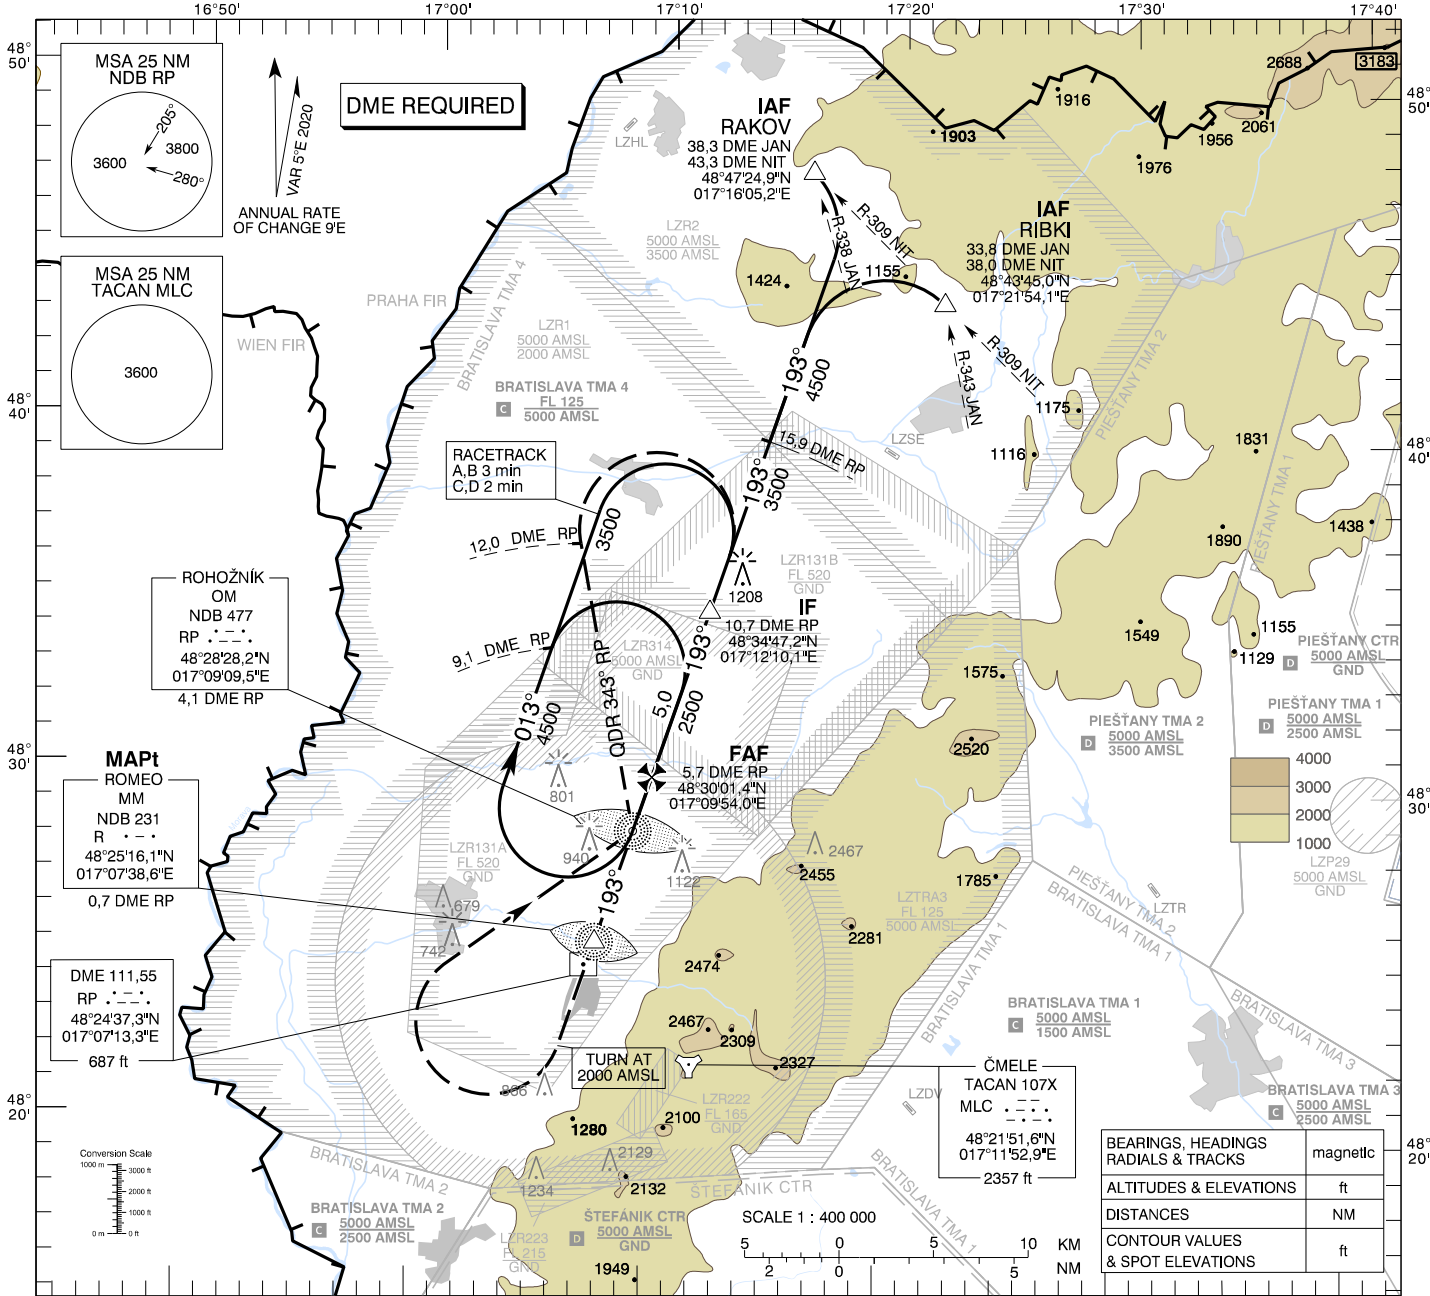 16°50'
17°00'
17°10'
17°20'
17°30'
17°40'
48°
50'
48°
50'
MSA 25 NM
NDB RP
205°
3600
3800
280°
VAR 5°E 2020
ANNUAL RATE
OF CHANGE 9'E
DME REQUIRED
LZHL
IAF
RAKOV
38,3 DME JAN
43,3 DME NIT
48°47'24,9"N
017°16'05,2"E
R-309 NIT
R-338 JAN
1903
1916
1976
1956
2061
2688
3183
IAF
RIBKI
33,8 DME JAN
38,0 DME NIT
48°43'45,0"N
017°21'54,1"E
R-309 NIT
R-343 JAN
LZR2
5000 AMSL
3500 AMSL
1424
1155
MSA 25 NM
TACAN MLC
3600
PRAHA FIR
WIEN FIR
BRATISLAVA TMA 4
LZR1
5000 AMSL
2000 AMSL
BRATISLAVA TMA 4
C
FL 125
5000 AMSL
193°
4500
PIEŠŤANY TMA 2
1175
1116
LZSE
48°
40'
48°
40'
15,9 DME RP
193°
3500
RACETRACK
A,B 3 min
C,D 2 min
3500
12,0 DME RP
1831
1890
1438
PIEŠŤANY TMA 1
LZR131B
FL 520
GND
1208
IF
10,7 DME RP
48°34'47,2"N
017°12'10,1"E
ROHOŽNÍK
OM
NDB 477
RP
48°28'28,2"N
017°09'09,5"E
4,1 DME RP
9,1 DME RP
LZR314
5000 AMSL
GND
193°
5,0
2500
QDR 343° RP
013°
4500
1549
1155
1129
PIEŠŤANY CTR
D
5000 AMSL
GND
1575
2520
PIEŠŤANY TMA 2
D
5000 AMSL
3500 AMSL
PIEŠŤANY TMA 1
D
5000 AMSL
2500 AMSL
48°
30'
48°
30'
FAF
5,7 DME RP
48°30'01,4"N
017°09'54,0"E
4000
3000
2000
1000
LZP29
5000 AMSL
GND
MAPt
ROMEO
MM
NDB 231
R
48°25'16,1"N
017°07'38,6"E
0,7 DME RP
801
940
1122
LZR131A
FL 520
GND
679
742
193°
2467
2455
1785
LZTRA3
FL 125
5000 AMSL
2281
2474
PIEŠŤANY TMA 2
BRATISLAVA TMA 1
LZTR
BRATISLAVA TMA 1
DME 111,55
RP
48°24'37,3"N
017°07'13,3"E
687 ft
2467
2309
2327
TURN AT
2000 AMSL
866
BRATISLAVA TMA 1
C
5000 AMSL
1500 AMSL
BRATISLAVA TMA 3
BRATISLAVA TMA 3
C
5000 AMSL
2500 AMSL
LZDV
ČMELE
TACAN 107X
MLC
48°21'51,6"N
017°11'52,9"E
2357 ft
LZR222
FL 165
GND
2100
1280
2129
2132
1234
48°
20'
48°
20'
Conversion Scale
1000 m
0 m
3000 ft
2000 ft
1000 ft
0 ft
BRATISLAVA TMA 2
BRATISLAVA TMA 2
C
5000 AMSL
2500 AMSL
LZR223
FL 215
GND
ŠTEFÁNIK CTR
D
5000 AMSL
GND
ŠTEFÁNIK CTR
1949
BRATISLAVA TMA 1
SCALE 1 : 400 000
5 0 5 10 KM
2 0 5 NM
BEARINGS, HEADINGS
RADIALS & TRACKS
magnetic
ALTITUDES & ELEVATIONS ft
DISTANCES NM
CONTOUR VALUES
& SPOT ELEVATIONS
ft